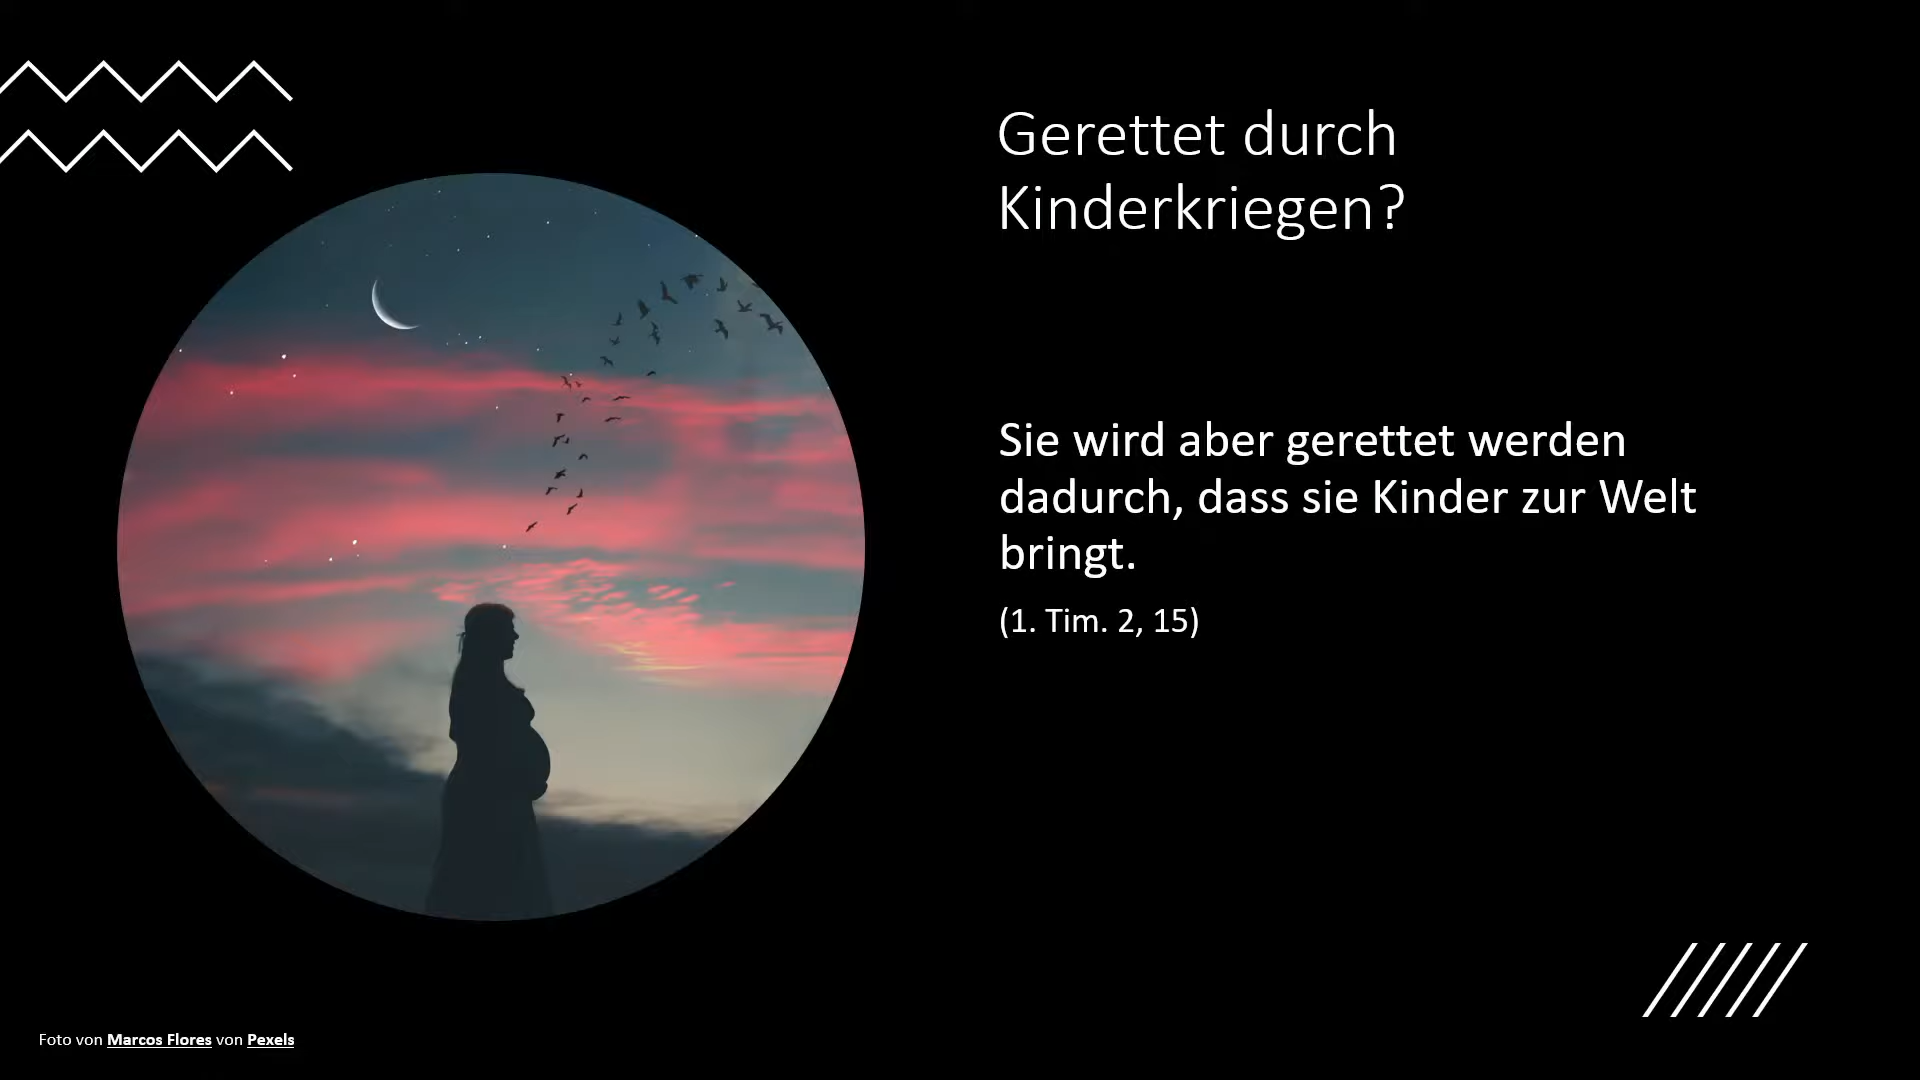 Gerettet durch
Kinderkriegen?
Sie wird aber gerettet werden
dadurch, dass sie Kinder zur Welt
bringt.
(1. Tim. 2, 15)
Foto von Marcos Flores von Pexels